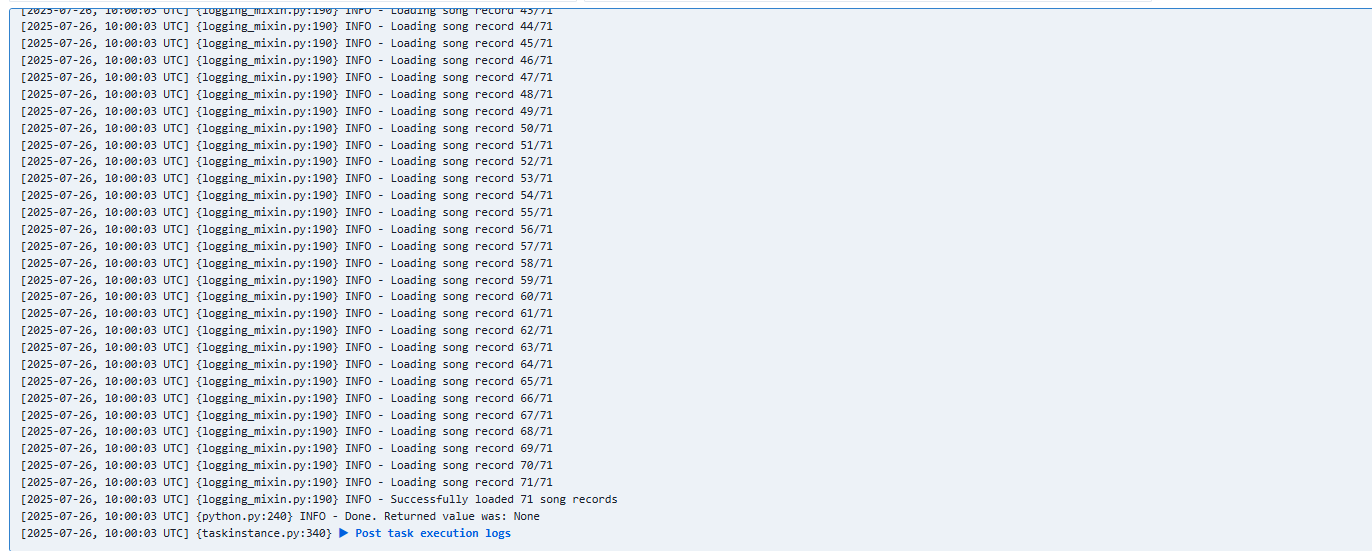 [2025-07-26, 10:00:03 UTC] {logging_mixin.py:190} INFO - Loading song record 43/71
[2025-07-26, 10:00:03 UTC] {logging_mixin.py:190} INFO - Loading song record 44/71
[2025-07-26, 10:00:03 UTC] {logging_mixin.py:190} INFO - Loading song record 45/71
[2025-07-26, 10:00:03 UTC] {logging_mixin.py:190} INFO - Loading song record 46/71
[2025-07-26, 10:00:03 UTC] {logging_mixin.py:190} INFO - Loading song record 47/71
[2025-07-26, 10:00:03 UTC] {logging_mixin.py:190} INFO - Loading song record 48/71
[2025-07-26, 10:00:03 UTC] {logging_mixin.py:190} INFO - Loading song record 49/71
[2025-07-26, 10:00:03 UTC] {logging_mixin.py:190} INFO - Loading song record 50/71
[2025-07-26, 10:00:03 UTC] {logging_mixin.py:190} INFO - Loading song record 51/71
[2025-07-26, 10:00:03 UTC] {logging_mixin.py:190} INFO - Loading song record 52/71
[2025-07-26, 10:00:03 UTC] {logging_mixin.py:190} INFO - Loading song record 53/71
[2025-07-26, 10:00:03 UTC] {logging_mixin.py:190} INFO - Loading song record 54/71
[2025-07-26, 10:00:03 UTC] {logging_mixin.py:190} INFO - Loading song record 55/71
[2025-07-26, 10:00:03 UTC] {logging_mixin.py:190} INFO - Loading song record 56/71
[2025-07-26, 10:00:03 UTC] {logging_mixin.py:190} INFO - Loading song record 57/71
[2025-07-26, 10:00:03 UTC] {logging_mixin.py:190} INFO - Loading song record 58/71
[2025-07-26, 10:00:03 UTC] {logging_mixin.py:190} INFO - Loading song record 59/71
[2025-07-26, 10:00:03 UTC] {logging_mixin.py:190} INFO - Loading song record 60/71
[2025-07-26, 10:00:03 UTC] {logging_mixin.py:190} INFO - Loading song record 61/71
[2025-07-26, 10:00:03 UTC] {logging_mixin.py:190} INFO - Loading song record 62/71
[2025-07-26, 10:00:03 UTC] {logging_mixin.py:190} INFO - Loading song record 63/71
[2025-07-26, 10:00:03 UTC] {logging_mixin.py:190} INFO - Loading song record 64/71
[2025-07-26, 10:00:03 UTC] {logging_mixin.py:190} INFO - Loading song record 65/71
[2025-07-26, 10:00:03 UTC] {logging_mixin.py:190} INFO - Loading song record 66/71
[2025-07-26, 10:00:03 UTC] {logging_mixin.py:190} INFO - Loading song record 67/71
[2025-07-26, 10:00:03 UTC] {logging_mixin.py:190} INFO - Loading song record 68/71
[2025-07-26, 10:00:03 UTC] {logging_mixin.py:190} INFO - Loading song record 69/71
[2025-07-26, 10:00:03 UTC] {logging_mixin.py:190} INFO - Loading song record 70/71
[2025-07-26, 10:00:03 UTC] {logging_mixin.py:190} INFO - Loading song record 71/71
[2025-07-26, 10:00:03 UTC] {logging_mixin.py:190} INFO - Successfully loaded 71 song records
[2025-07-26, 10:00:03 UTC] {python.py:240} INFO - Done. Returned value was: None
[2025-07-26, 10:00:03 UTC] {taskinstance.py:340} ▶ Post task execution logs